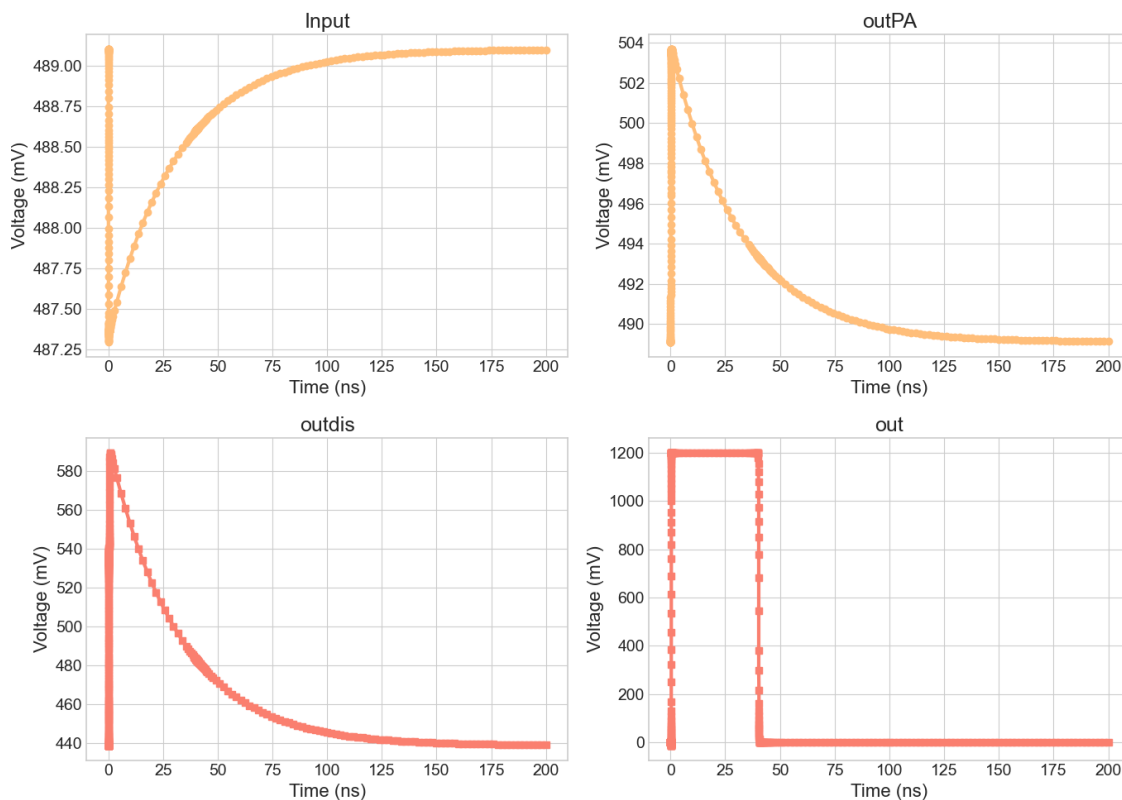 Input
Voltage (mV)
489.00
488.75
488.50
488.25
488.00
487.75
487.50
487.25
0 25 50 75 100 125 150 175 200
Time (ns)
outPA
Voltage (mV)
504
502
500
498
496
494
492
490
0 25 50 75 100 125 150 175 200
Time (ns)
outdis
Voltage (mV)
580
560
540
520
500
480
460
440
0 25 50 75 100 125 150 175 200
Time (ns)
out
Voltage (mV)
1200
1000
800
600
400
200
0
0 25 50 75 100 125 150 175 200
Time (ns)